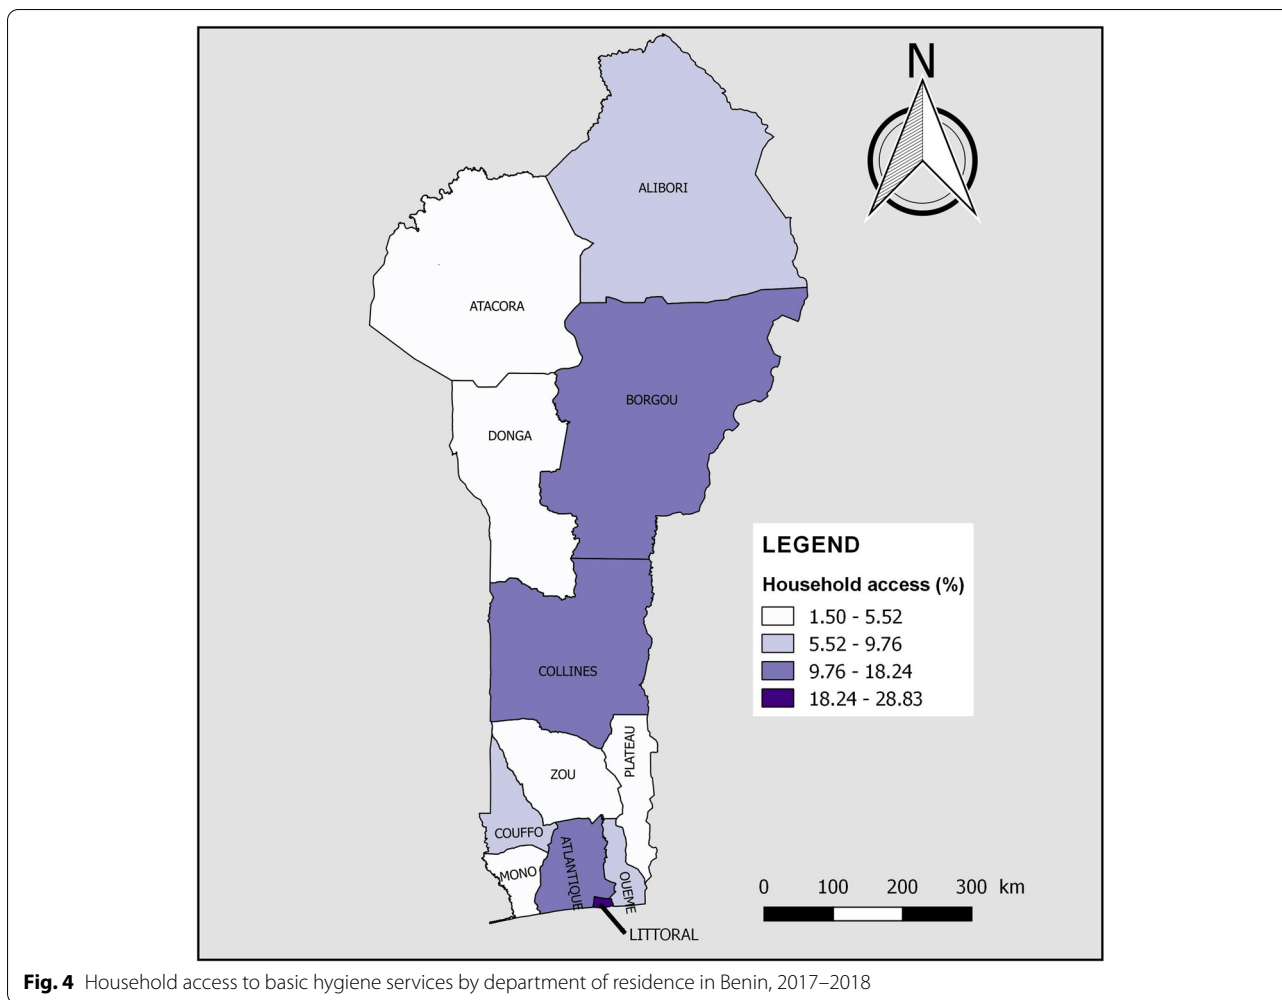 N
ALIBORI
ATACORA
BORGOU
DONGA
LEGEND
Household access (%)
1.50 - 5.52
5.52 - 9.76
9.76 - 18.24
18.24 - 28.83
COLLINES
PLATEAU
ZOU
COUFFO
ATLANTIQUE
MONO
OUEME
0 100 200 300 km
LITTORAL
Fig. 4 Household access to basic hygiene services by department of residence in Benin, 2017–2018